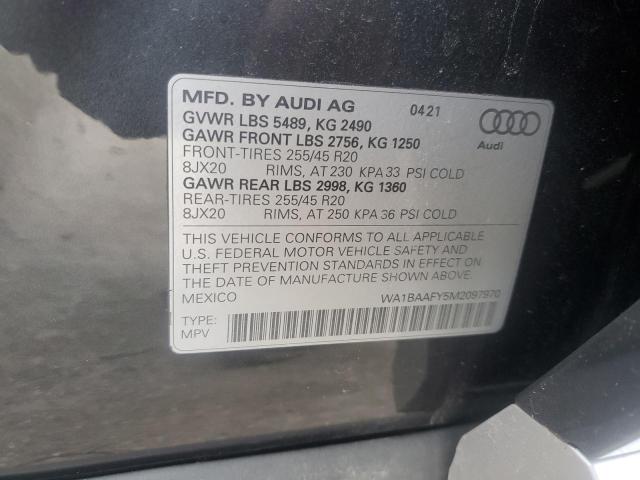 MFD. BY AUDI AG 0421
GVWR LBS 5489, KG 2490
GAWR FRONT LBS 2756, KG 1250
FRONT-TIRES 255/45 R20
8JX20 RIMS, AT 230 KPA 33 PSI COLD
GAWR REAR LBS 2998, KG 1360
REAR-TIRES 255/45 R20
8JX20 RIMS, AT 250 KPA 36 PSI COLD
Audi
THIS VEHICLE CONFORMS TO ALL APPLICABLE
U.S. FEDERAL MOTOR VEHICLE SAFETY AND
THEFT PREVENTION STANDARDS IN EFFECT ON
THE DATE OF MANUFACTURE SHOWN ABOVE.
MEXICO WA1BAAFY5M2097970
TYPE:
MPV